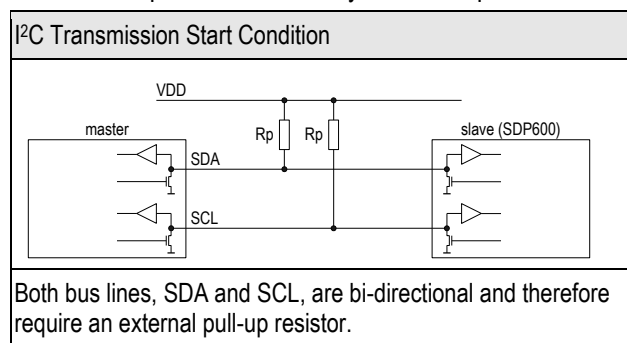 I²C Transmission Start Condition
VDD
master
Rp
Rp
slave (SDP600)
SDA
SCL
Both bus lines, SDA and SCL, are bi-directional and therefore
require an external pull-up resistor.